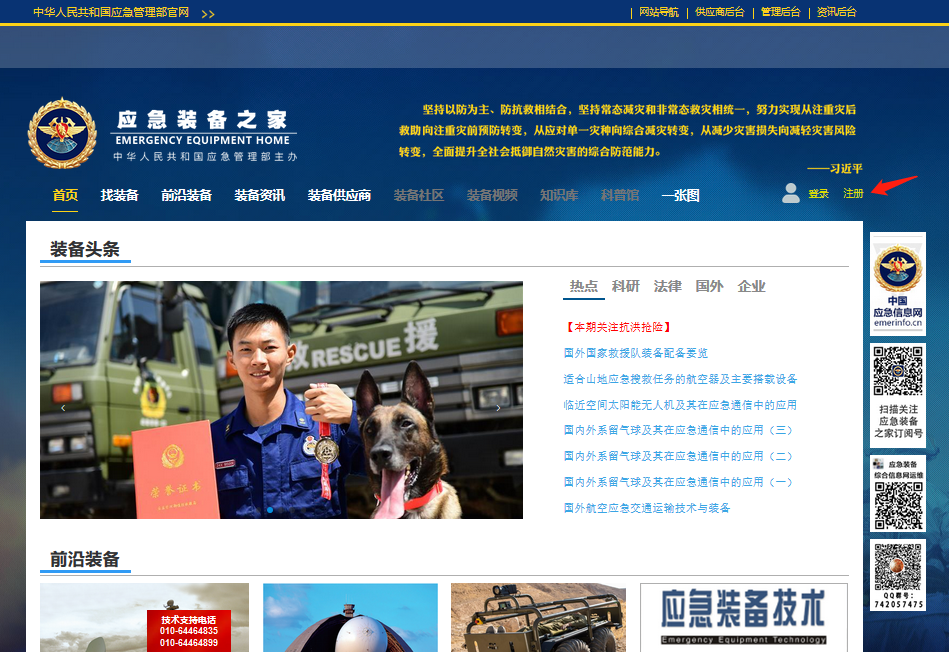 中华人民共和国应急管理部官网 >>
| 网站导航 | 供应商后台 | 管理后台 | 资讯后台
应急装备之家
EMERGENCY EQUIPMENT HOME
中华人民共和国应急管理部主办
坚持以防为主、防抗救相结合，坚持常态减灾和非常态救灾相统一，努力实现从注重灾后
救助向注重灾前预防转变，从应对单一灾种向综合减灾转变，从减少灾害损失向减轻灾害风险
转变，全面提升全社会抵御自然灾害的综合防范能力。
——习近平
首页 找装备 前沿装备 装备资讯 装备供应商 装备社区 装备视频 知识库 科普馆 一张图
登录 注册
装备头条
救 RESCUE 援
荣誉证书
热点 科研 法律 国外 企业
【本期关注抗洪抢险】
国外国家救援队装备配备要览
适合山地应急搜救任务的航空器及主要搭载设备
临近空间太阳能无人机及其在应急通信中的应用
国内外系留气球及其在应急通信中的应用（三）
国内外系留气球及其在应急通信中的应用（二）
国内外系留气球及其在应急通信中的应用（一）
国外航空应急交通运输技术与装备
中国
应急信息网
emerinfo.cn
扫描关注
应急装备
之家订阅号
应急装备
综合信息网运维
QQ群号：
742057475
前沿装备
技术支持电话
010-64464835
010-64464899
应急装备技术
Emergency Equipment Technology